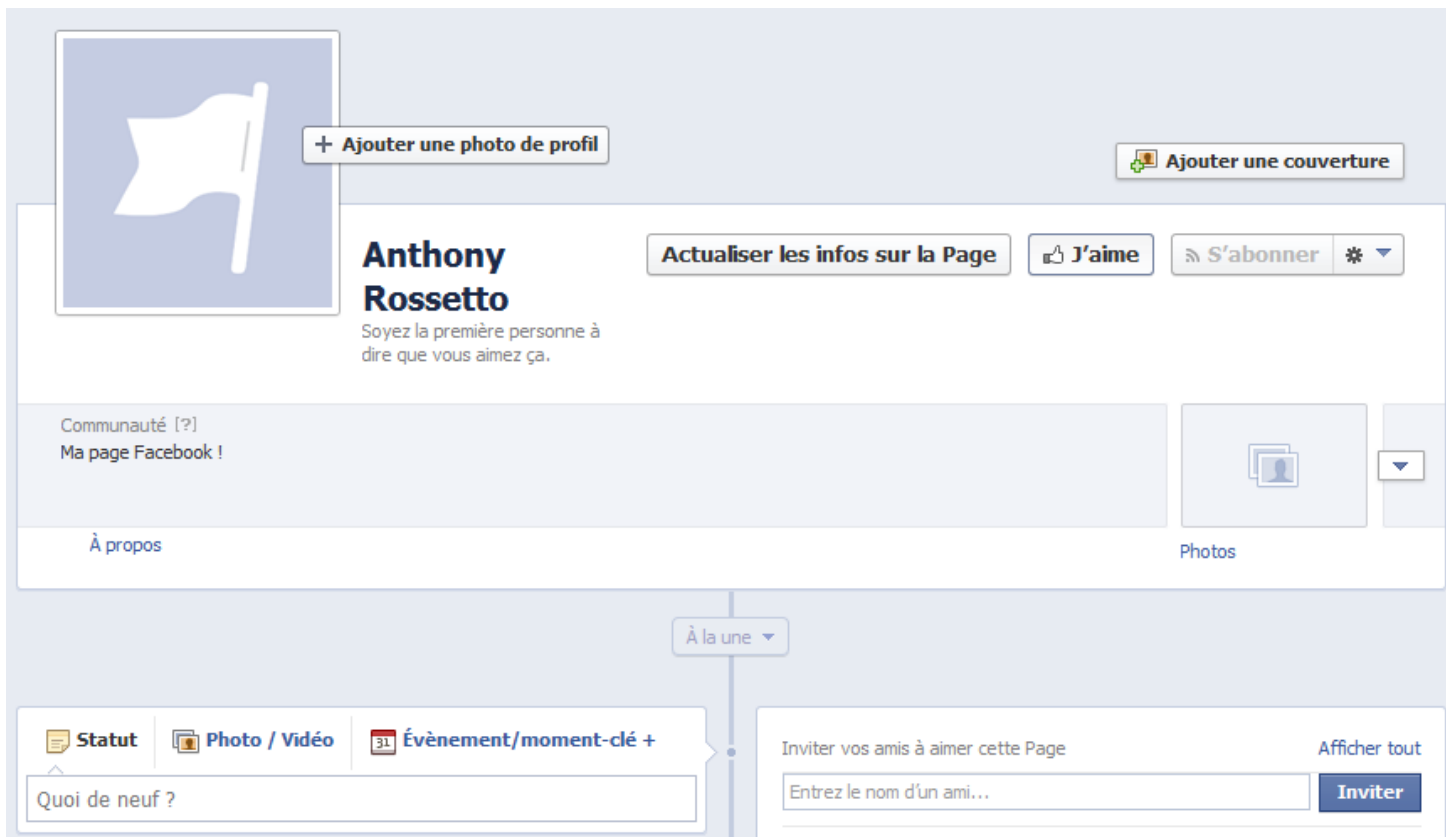 + Ajouter une photo de profil
Ajouter une couverture
Anthony
Rossetto
Actualiser les infos sur la Page
J'aime
S'abonner
Soyez la première personne à
dire que vous aimez ça.
Communauté [?]
Ma page Facebook !
À propos
Photos
À la une
Statut
Photo / Vidéo
31
Évènement/moment-clé +
Quoi de neuf ?
Inviter vos amis à aimer cette Page
Afficher tout
Entrez le nom d'un ami...
Inviter